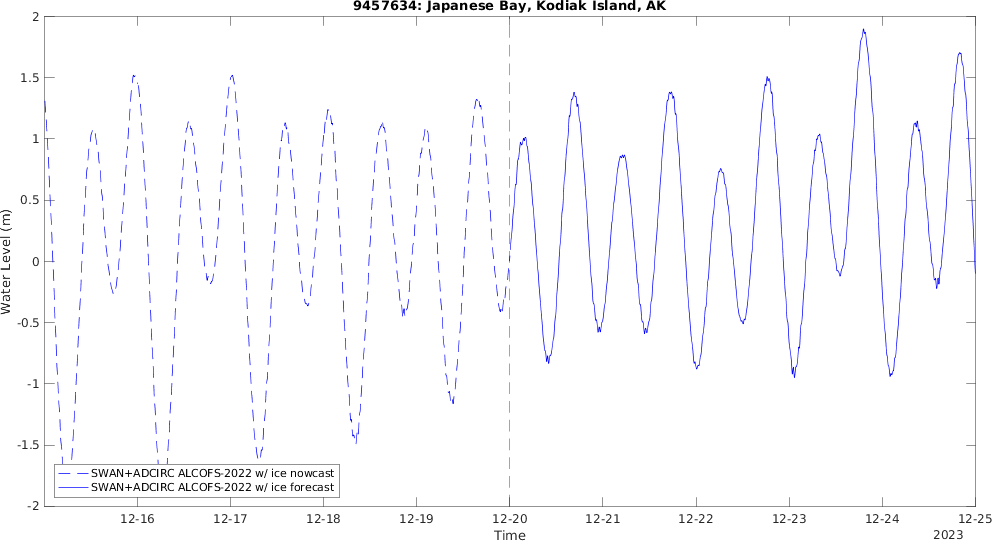 9457634: Japanese Bay, Kodiak Island, AK
2
1.5
1
0.5
0
-0.5
-1
-1.5
-2
Water Level (m)
SWAN+ADCIRC ALCOFS-2022 w/ ice nowcast
SWAN+ADCIRC ALCOFS-2022 w/ ice forecast
12-16 12-17 12-18 12-19 12-20 12-21 12-22 12-23 12-24 12-25
Time
2023